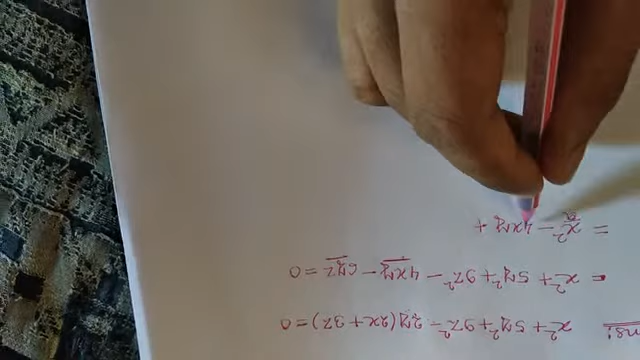 x² + 5y² + 9z² - 2y(2x + 3z) = 0
= x² + 5y² + 9z² - 4xy - 6yz = 0
= x² - 4xy +